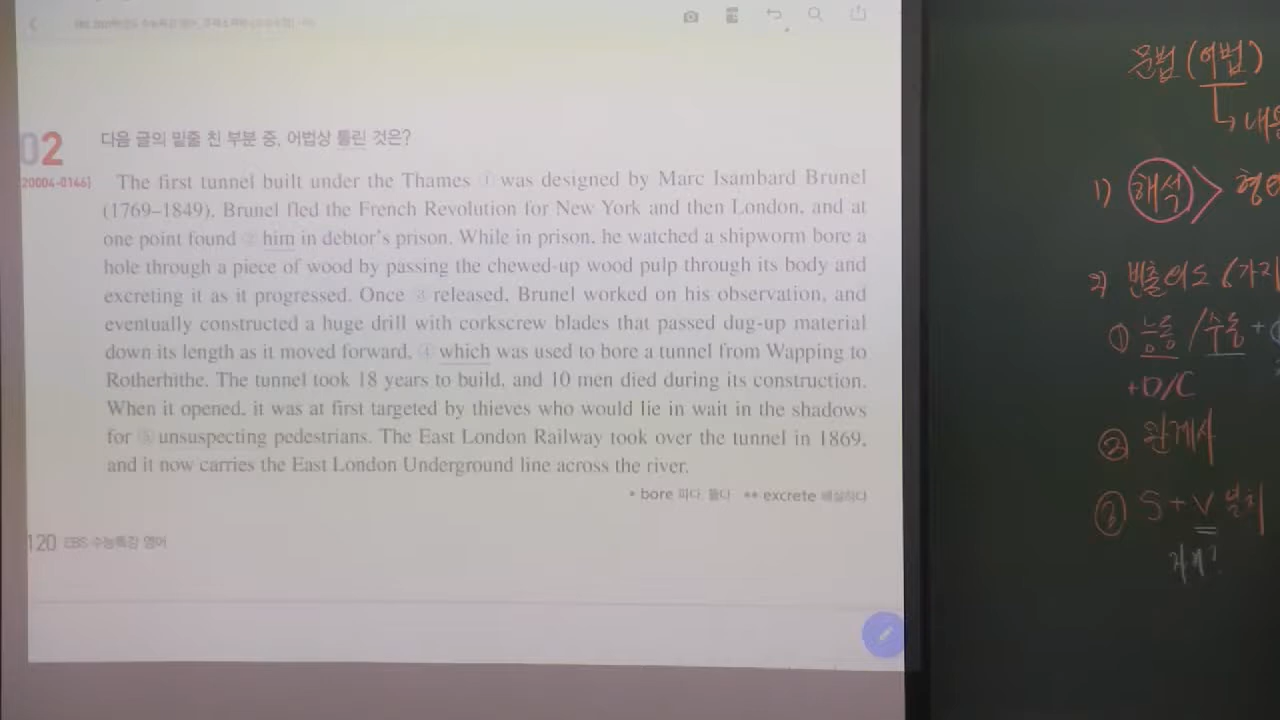 02
다음 글의 밑줄 친 부분 중, 어법상 틀린 것은?
[20004-0146]
The first tunnel built under the Thames ① was designed by Marc Isambard Brunel
(1769–1849). Brunel fled the French Revolution for New York and then London, and at
one point found ② him in debtor's prison. While in prison, he watched a shipworm bore a
hole through a piece of wood by passing the chewed-up wood pulp through its body and
excreting it as it progressed. Once ③ released, Brunel worked on his observation, and
eventually constructed a huge drill with corkscrew blades that passed dug-up material
down its length as it moved forward, ④ which was used to bore a tunnel from Wapping to
Rotherhithe. The tunnel took 18 years to build, and 10 men died during its construction.
When it opened, it was at first targeted by thieves who would lie in wait in the shadows
for ⑤ unsuspecting pedestrians. The East London Railway took over the tunnel in 1869,
and it now carries the East London Underground line across the river.
* bore 파다, 뚫다 ** excrete 배설하다
120 EBS 수능특강 영어
문법 (어법)
↳ 내용
1) 해석 >
2) 빈출 의도 6가지
① 능동 / 수동 +
+D/C
② 관계사
③ S + V 일치